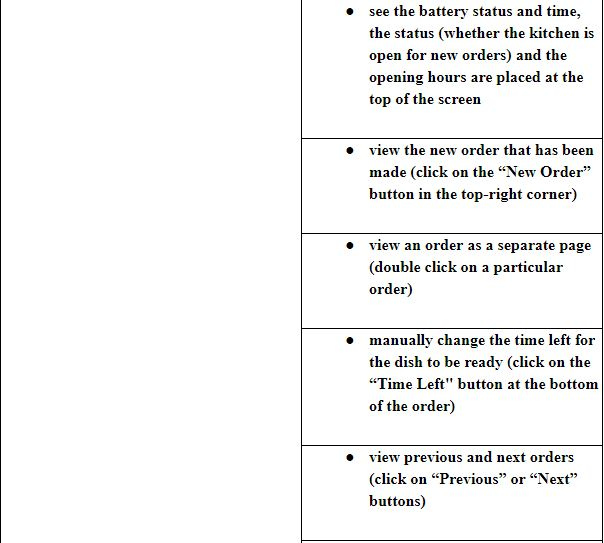 ● see the battery status and time,
the status (whether the kitchen is
open for new orders) and the
opening hours are placed at the
top of the screen
● view the new order that has been
made (click on the “New Order”
button in the top-right corner)
● view an order as a separate page
(double click on a particular
order)
● manually change the time left for
the dish to be ready (click on the
“Time Left" button at the bottom
of the order)
● view previous and next orders
(click on “Previous” or “Next”
buttons)